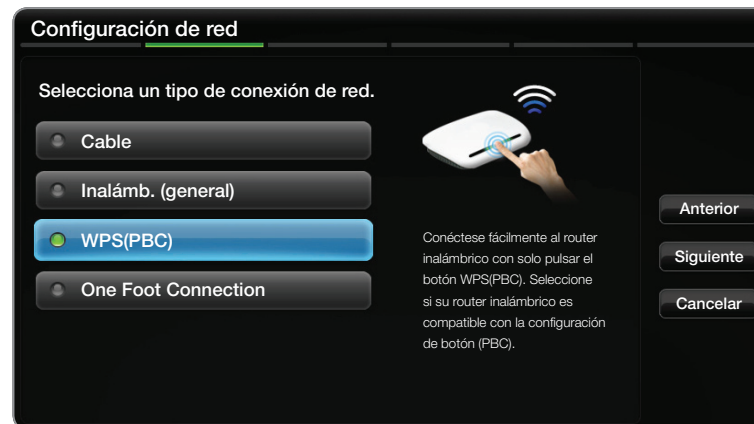 Configuración de red
Selecciona un tipo de conexión de red.
Cable
Inalámb. (general)
WPS(PBC)
One Foot Connection
Conéctese fácilmente al router
inalámbrico con solo pulsar el
botón WPS(PBC). Seleccione
si su router inalámbrico es
compatible con la configuración
de botón (PBC).
Anterior
Siguiente
Cancelar